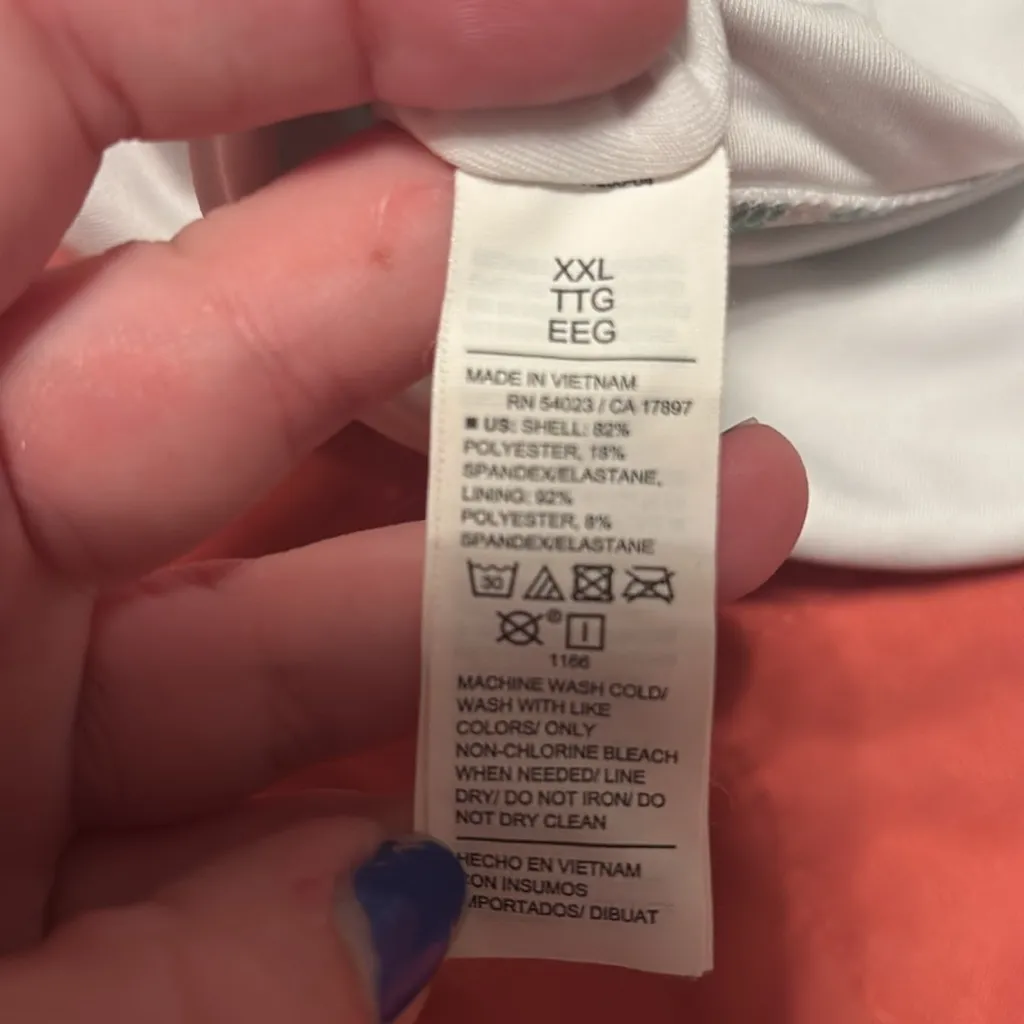 XXL
TTG
EEG
MADE IN VIETNAM
RN 54023 / CA 17897
■ US: SHELL: 82%
POLYESTER, 18%
SPANDEX/ELASTANE,
LINING: 92%
POLYESTER, 8%
SPANDEX/ELASTANE
30
® I
1166
MACHINE WASH COLD/
WASH WITH LIKE
COLORS/ ONLY
NON-CHLORINE BLEACH
WHEN NEEDED/ LINE
DRY/ DO NOT IRON/ DO
NOT DRY CLEAN
HECHO EN VIETNAM
CON INSUMOS
IMPORTADOS/ DIBUAT